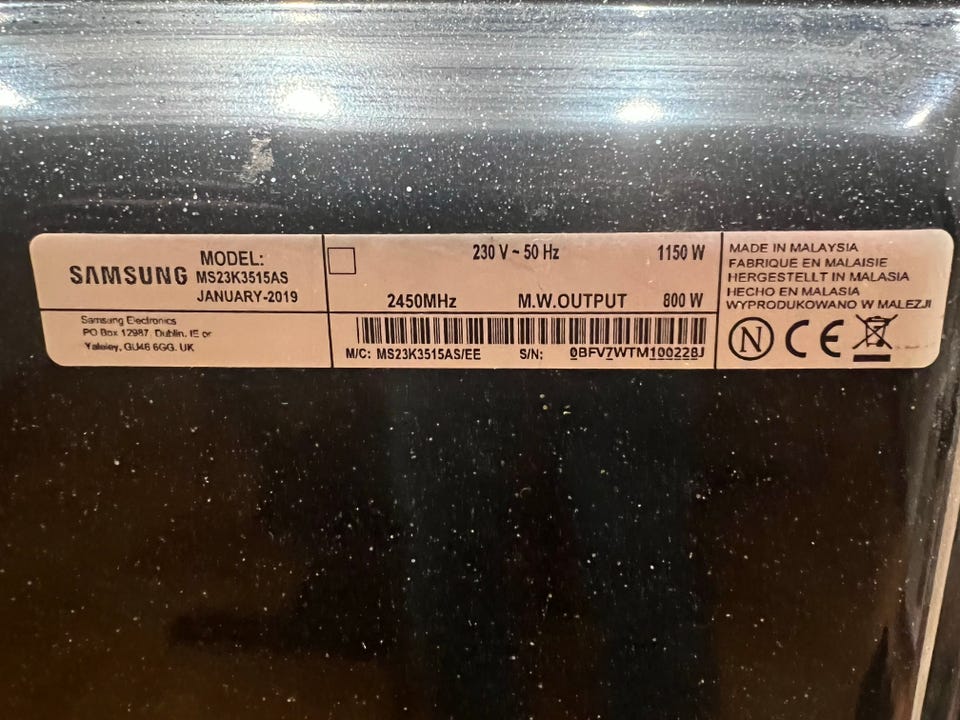 SAMSUNG
MODEL:
MS23K3515AS
JANUARY-2019
Samsung Electronics
PO Box 12987, Dublin. IE or
Yateley, GU46 6GG. UK
230 V ~ 50 Hz 1150 W
2450MHz M.W.OUTPUT 800 W
M/C: MS23K3515AS/EE S/N: 0BFV7WTM100228J
MADE IN MALAYSIA
FABRIQUE EN MALAISIE
HERGESTELLT IN MALASIA
HECHO EN MALASIA
WYPRODUKOWANO W MALEZJI
N CE